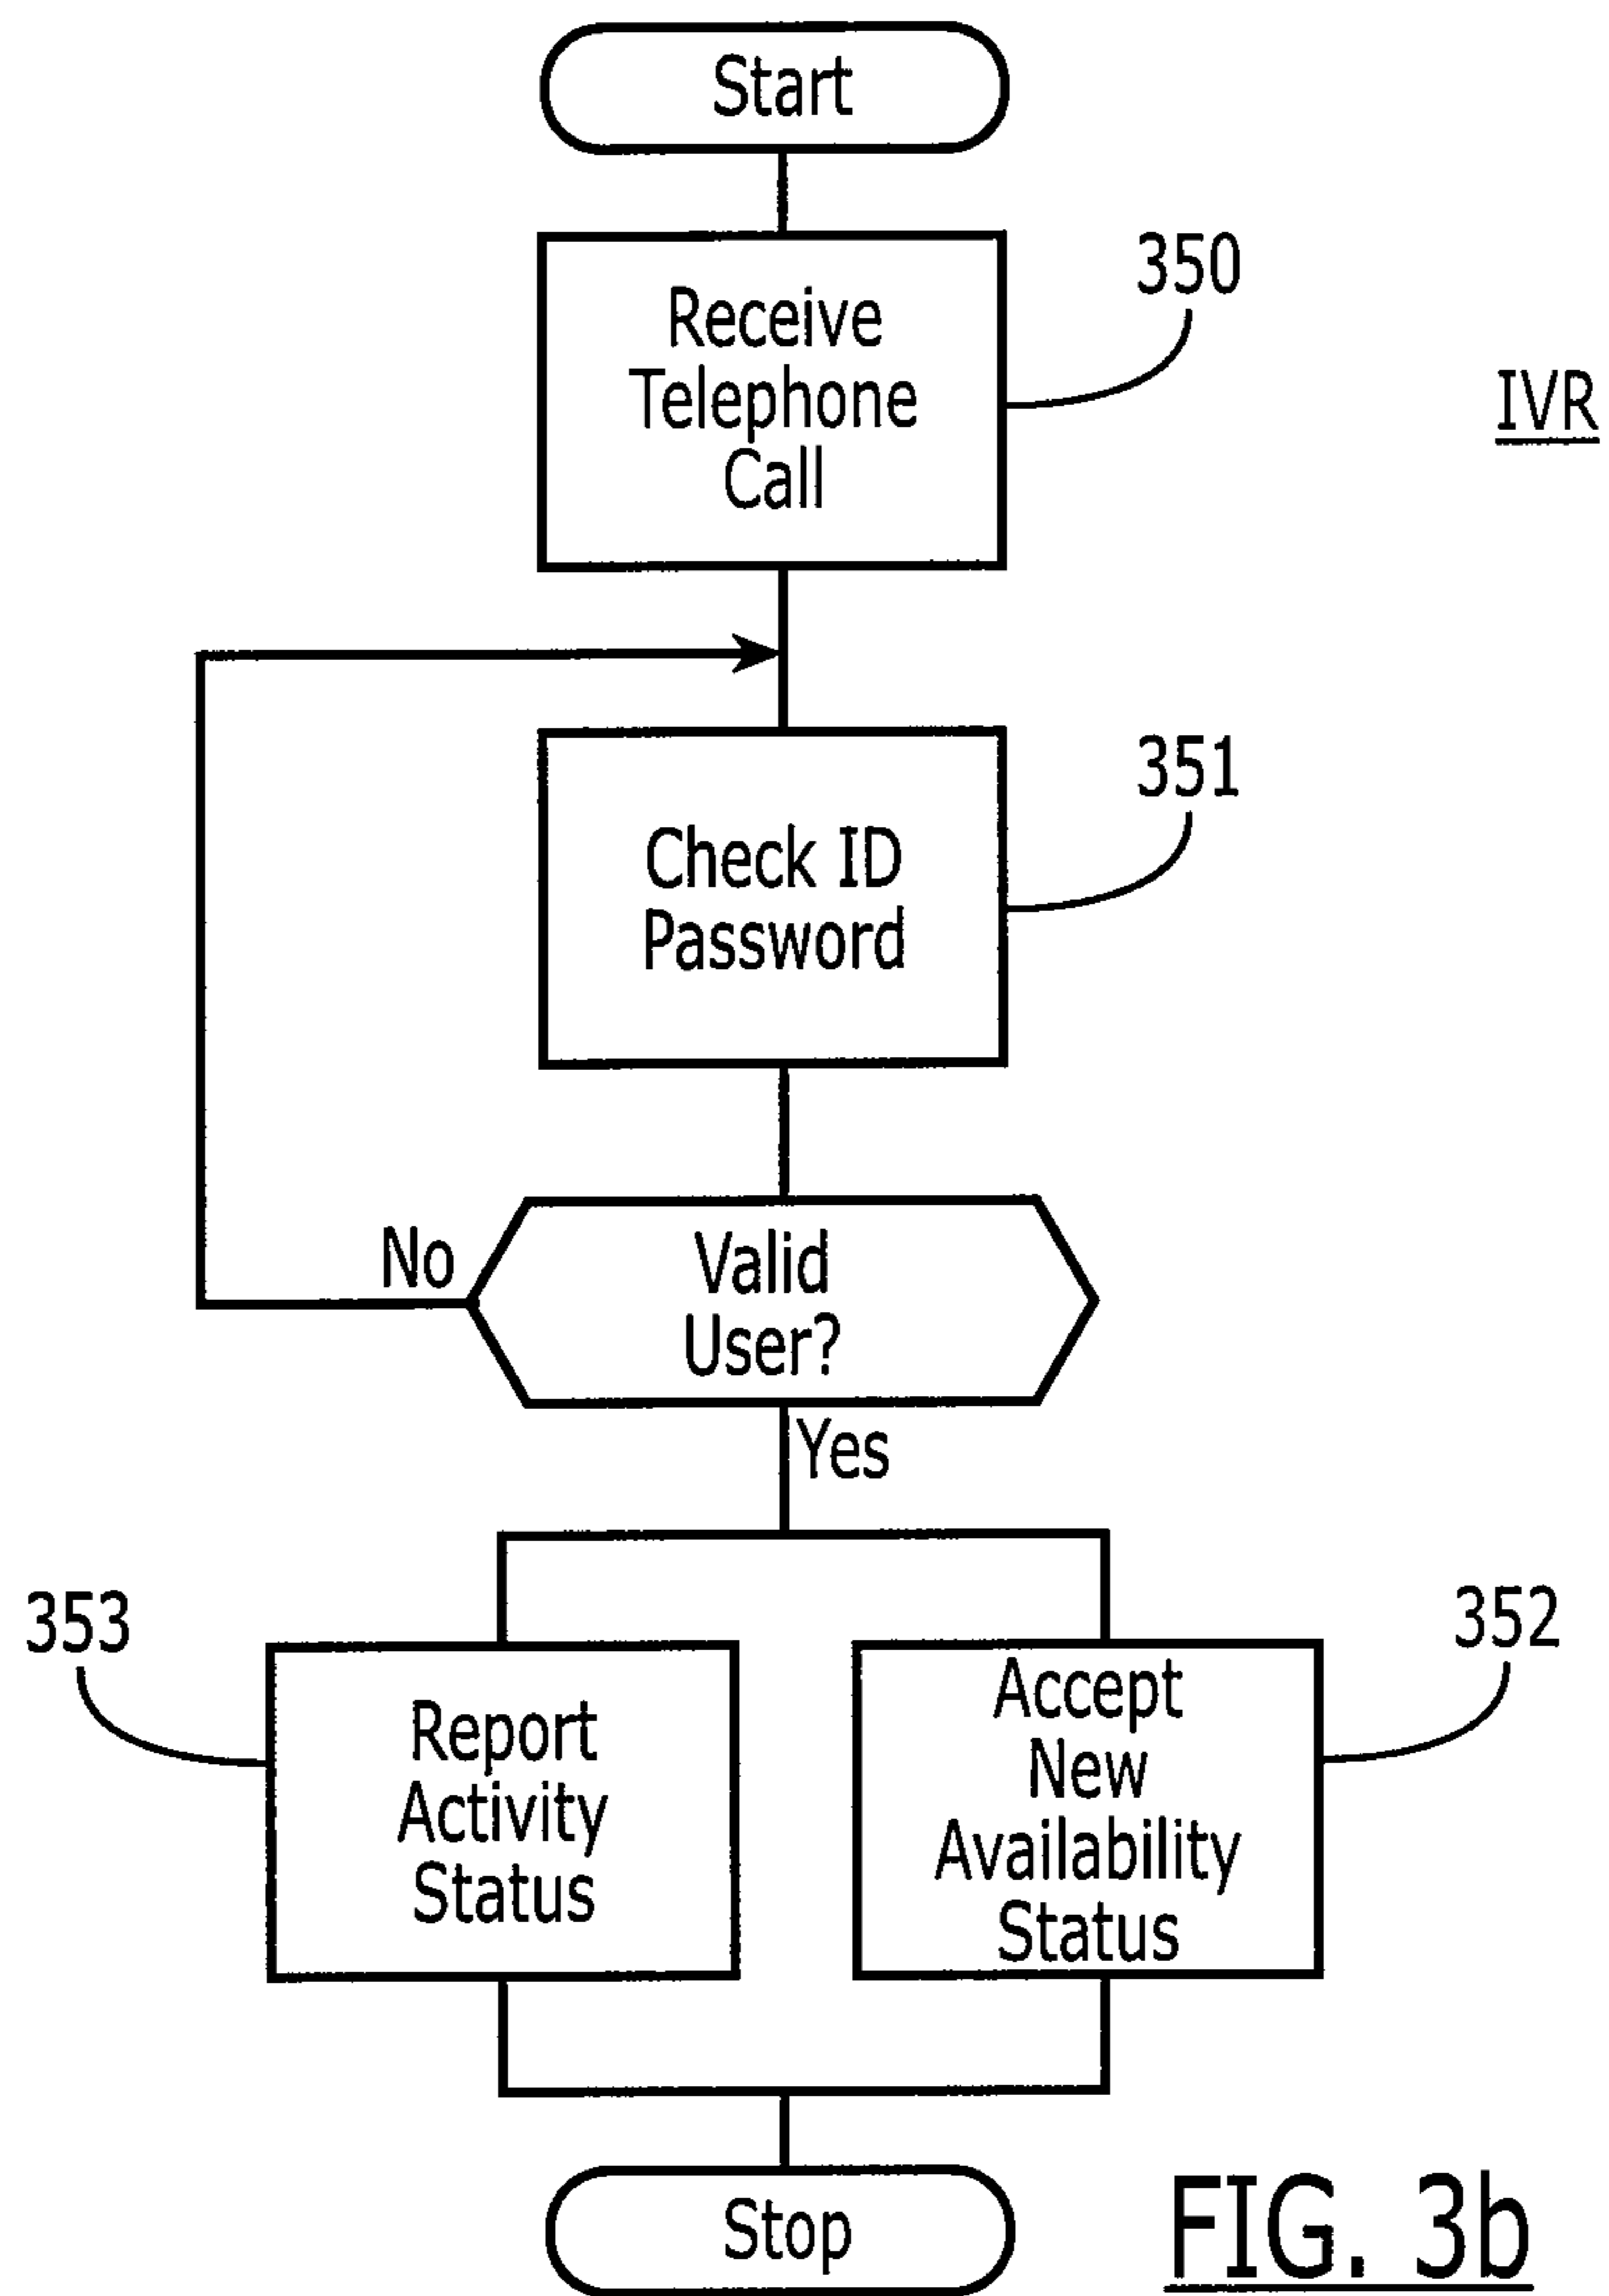 Start
350
Receive
Telephone
Call
IVR
351
Check ID
Password
No
Valid
User?
Yes
353
352
Report
Activity
Status
Accept
New
Availability
Status
Stop
FIG. 3b